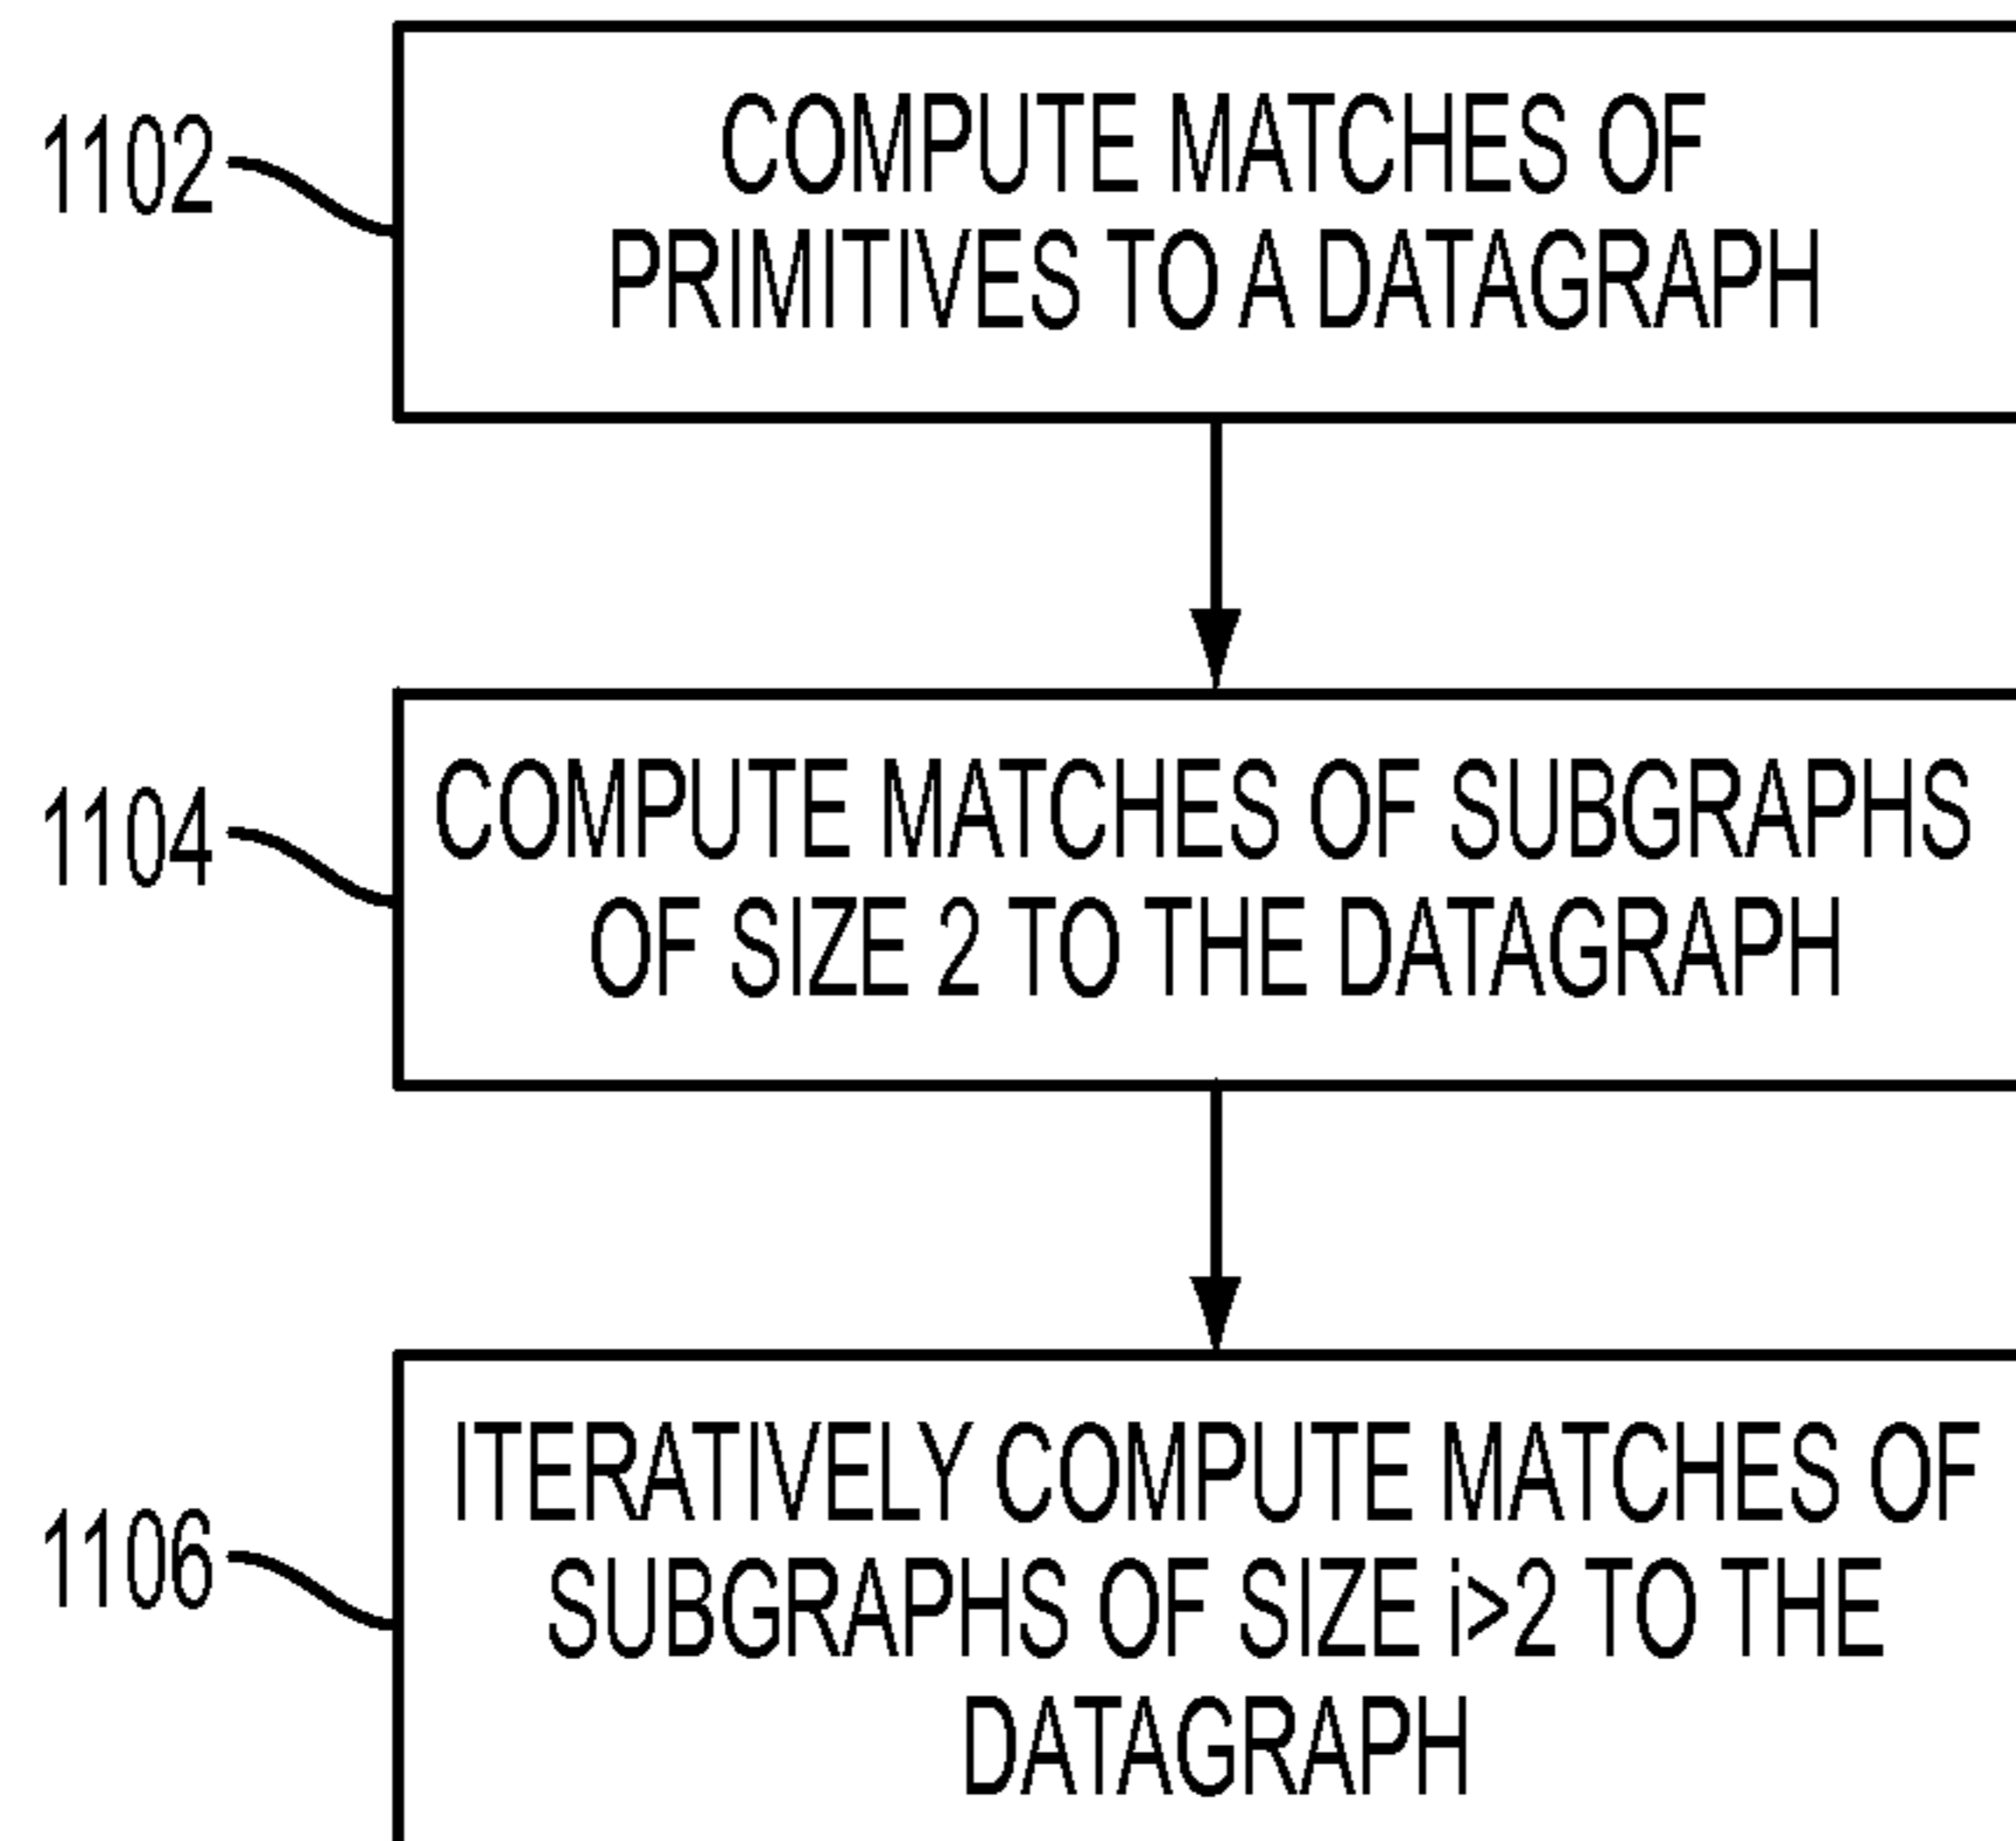 1102
COMPUTE MATCHES OF
PRIMITIVES TO A DATAGRAPH
1104
COMPUTE MATCHES OF SUBGRAPHS
OF SIZE 2 TO THE DATAGRAPH
1106
ITERATIVELY COMPUTE MATCHES OF
SUBGRAPHS OF SIZE i>2 TO THE
DATAGRAPH